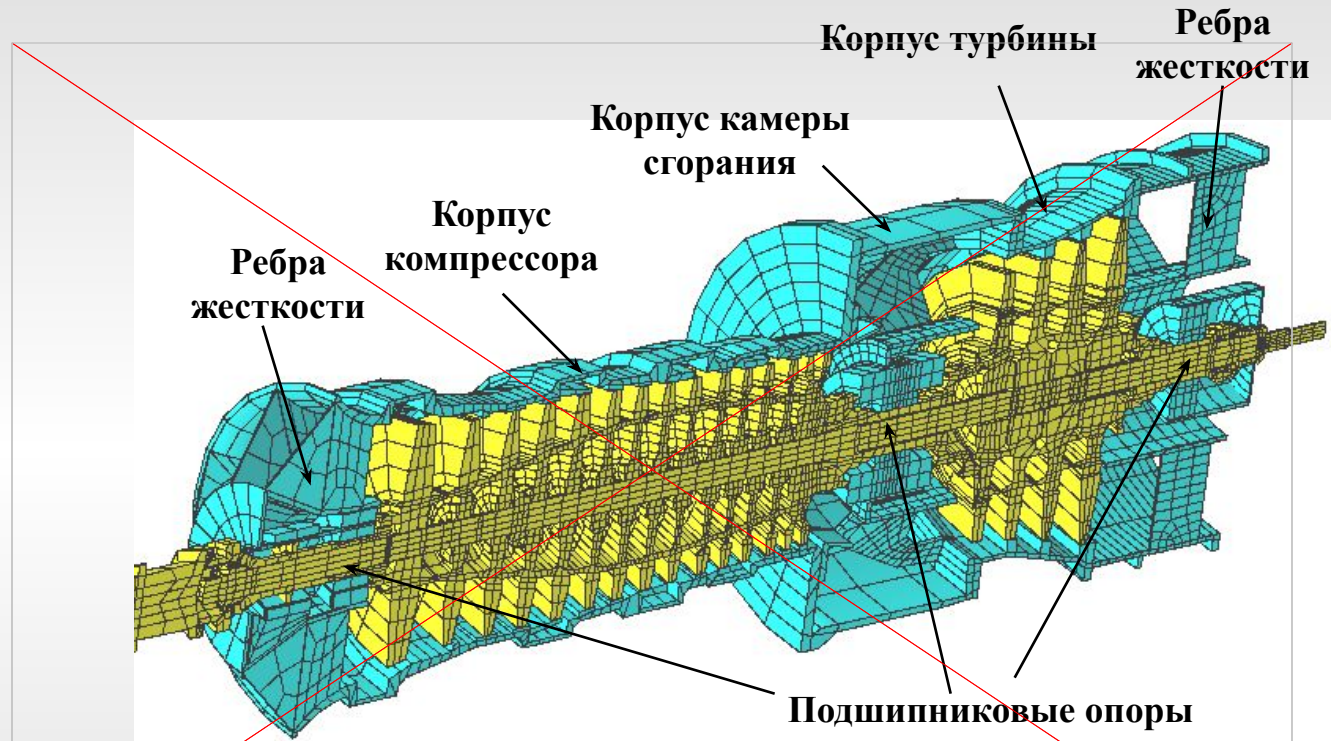 Корпус турбины
Ребра
жесткости
Корпус камеры
сгорания
Корпус
компрессора
Ребра
жесткости
Подшипниковые опоры